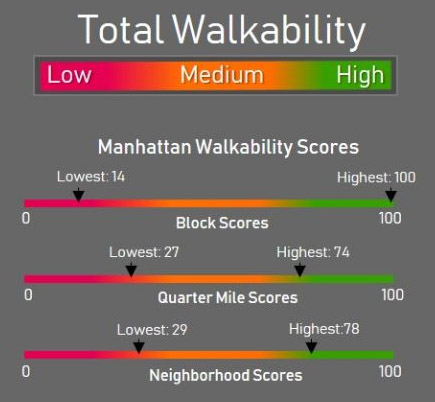 Total Walkability
Low Medium High
Manhattan Walkability Scores
Lowest: 14 Highest: 100
0 100
Block Scores
Lowest: 27 Highest: 74
0 100
Quarter Mile Scores
Lowest: 29 Highest:78
0 100
Neighborhood Scores